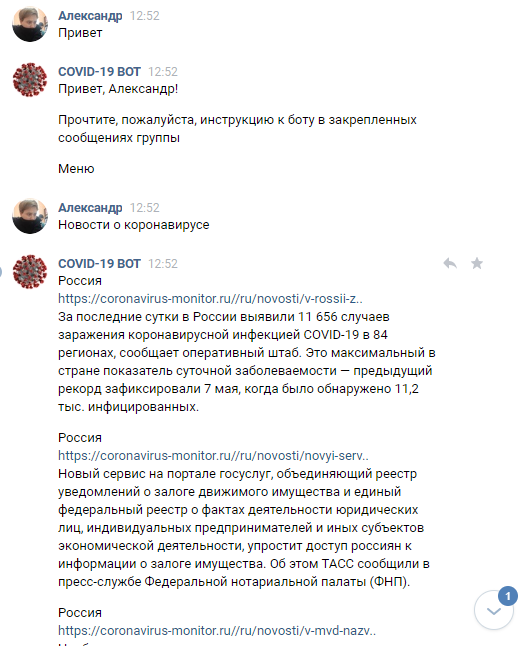 Александр 12:52
Привет
COVID-19 BOT 12:52
Привет, Александр!
Прочтите, пожалуйста, инструкцию к боту в закрепленных
сообщениях группы
Меню
Александр 12:52
Новости о коронавирусе
COVID-19 BOT 12:52
Россия
https://coronavirus-monitor.ru//ru/novosti/v-rossii-z..
За последние сутки в России выявили 11 656 случаев
заражения коронавирусной инфекцией COVID-19 в 84
регионах, сообщает оперативный штаб. Это максимальный в
стране показатель суточной заболеваемости — предыдущий
рекорд зафиксировали 7 мая, когда было обнаружено 11,2
тыс. инфицированных.
Россия
https://coronavirus-monitor.ru//ru/novosti/novyi-serv..
Новый сервис на портале госуслуг, объединяющий реестр
уведомлений о залоге движимого имущества и единый
федеральный реестр о фактах деятельности юридических
лиц, индивидуальных предпринимателей и иных субъектов
экономической деятельности, упростит доступ россиян к
информации о залоге имущества. Об этом ТАСС сообщили в
пресс-службе Федеральной нотариальной палаты (ФНП).
1
Россия
https://coronavirus-monitor.ru//ru/novosti/v-mvd-nazv..